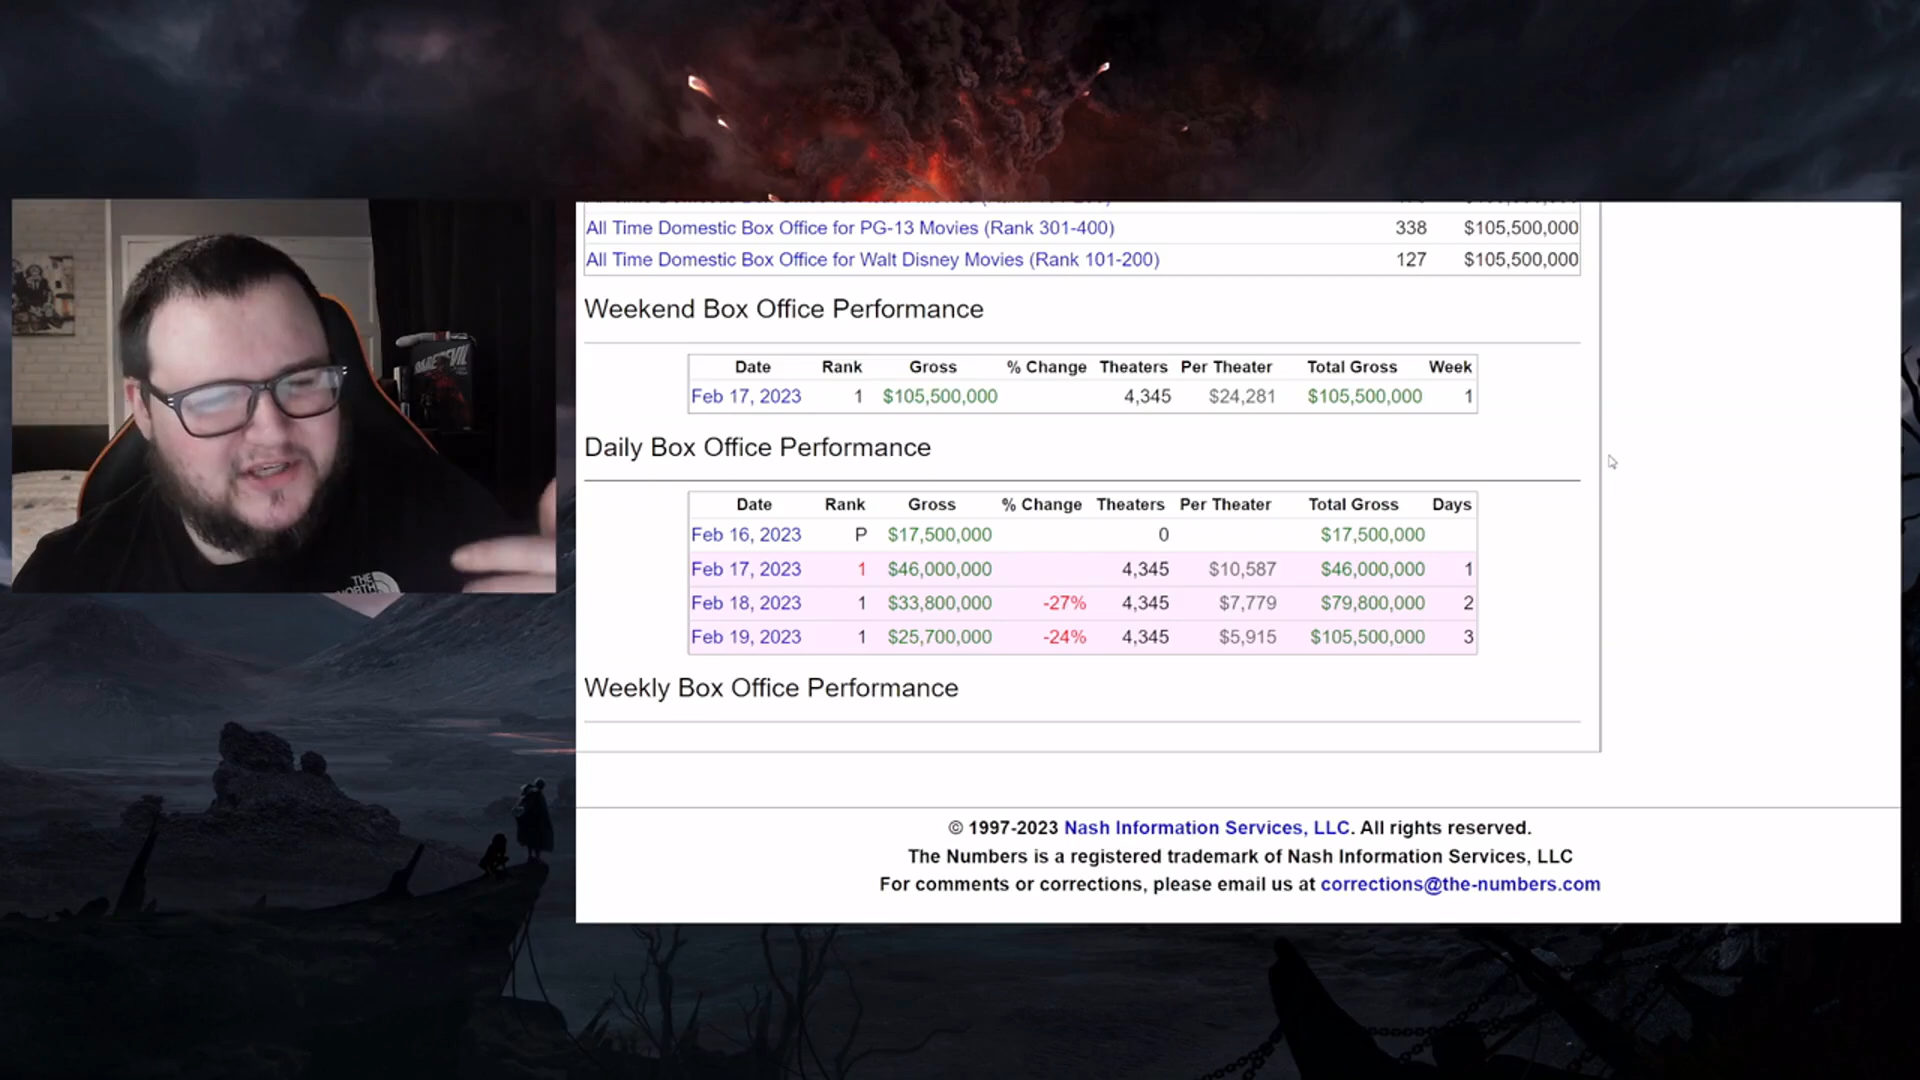 All Time Domestic Box Office for PG-13 Movies (Rank 301-400) 338 $105,500,000
All Time Domestic Box Office for Walt Disney Movies (Rank 101-200) 127 $105,500,000
Weekend Box Office Performance
Date Rank Gross % Change Theaters Per Theater Total Gross Week
Feb 17, 2023 1 $105,500,000 4,345 $24,281 $105,500,000 1
Daily Box Office Performance
Date Rank Gross % Change Theaters Per Theater Total Gross Days
Feb 16, 2023 P $17,500,000 0 $17,500,000
Feb 17, 2023 1 $46,000,000 4,345 $10,587 $46,000,000 1
Feb 18, 2023 1 $33,800,000 -27% 4,345 $7,779 $79,800,000 2
Feb 19, 2023 1 $25,700,000 -24% 4,345 $5,915 $105,500,000 3
Weekly Box Office Performance
© 1997-2023 Nash Information Services, LLC. All rights reserved.
The Numbers is a registered trademark of Nash Information Services, LLC
For comments or corrections, please email us at corrections@the-numbers.com
DAREDEVIL
THE
NORTH